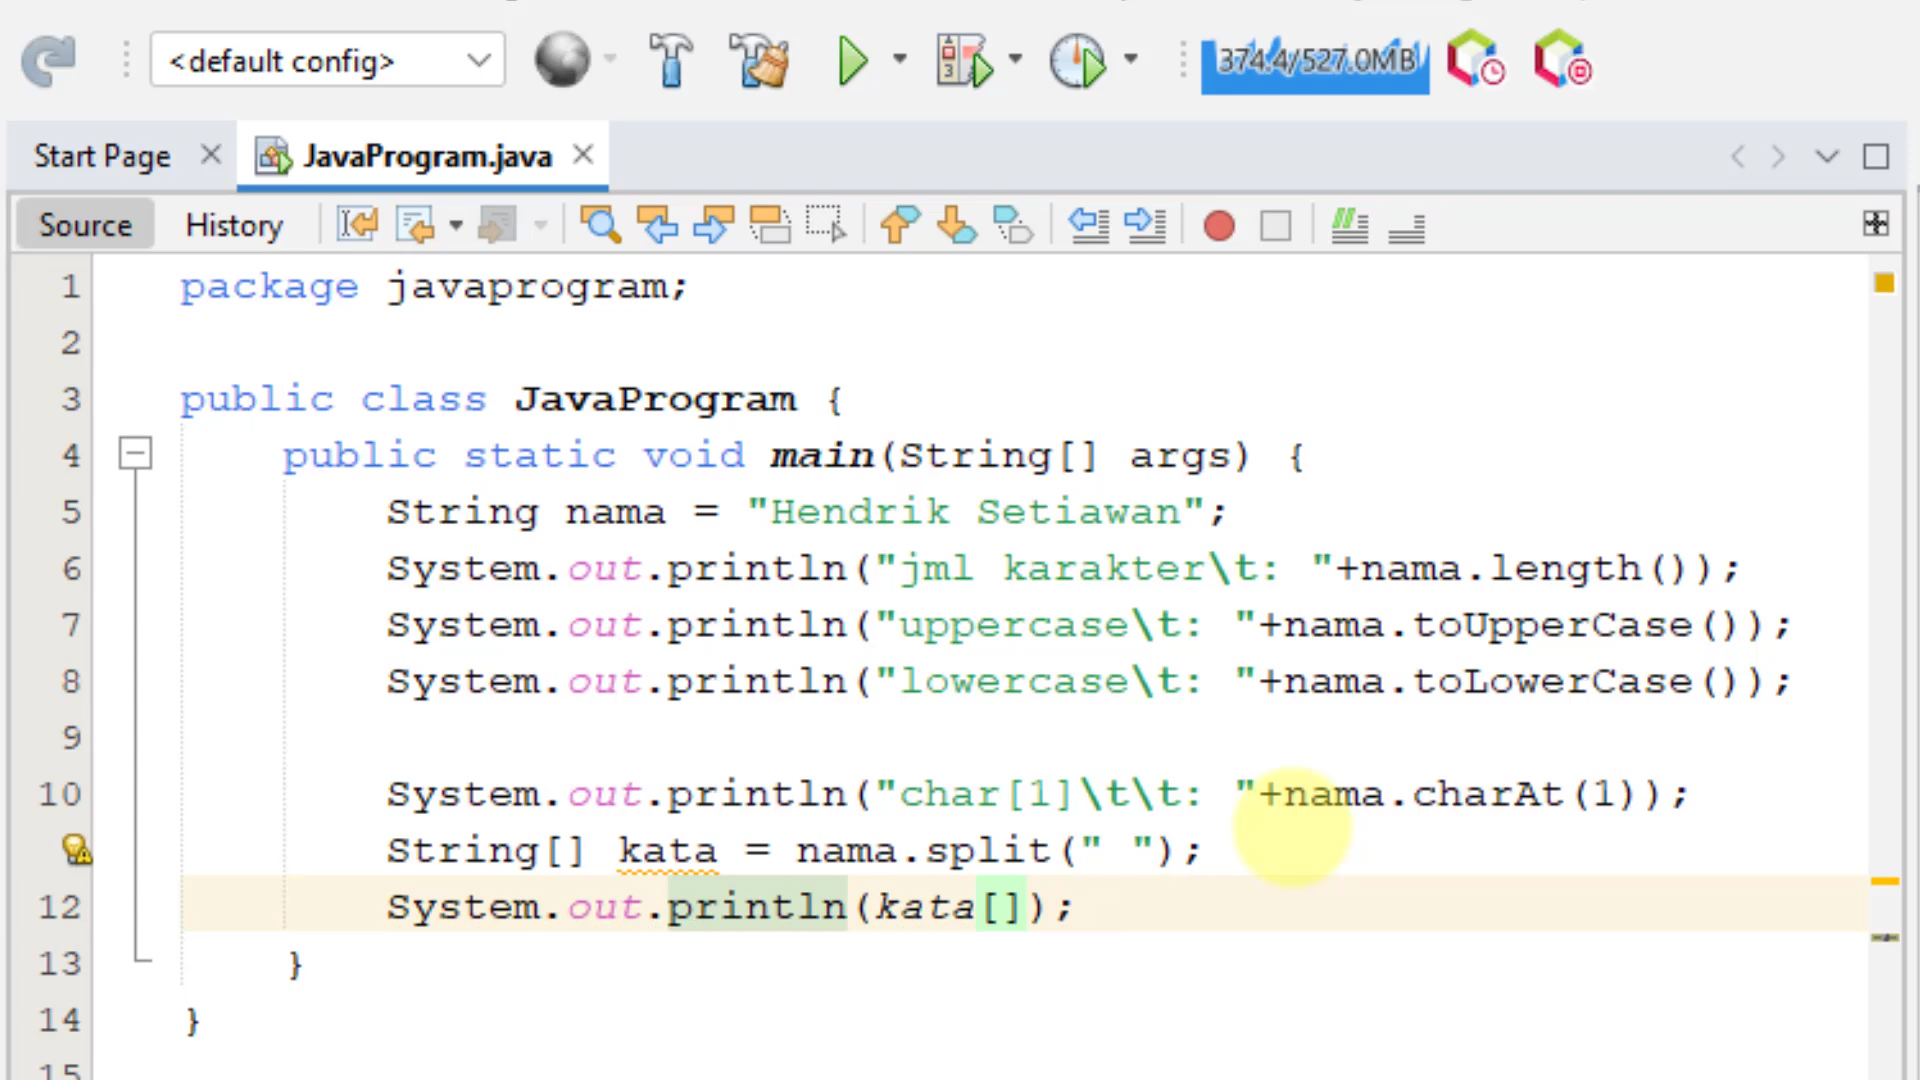 <default config>
374.4/527.0MB
Start Page
JavaProgram.java
Source History
1 package javaprogram;
2
3 public class JavaProgram {
4 public static void main(String[] args) {
5 String nama = "Hendrik Setiawan";
6 System.out.println("jml karakter\t: "+nama.length());
7 System.out.println("uppercase\t: "+nama.toUpperCase());
8 System.out.println("lowercase\t: "+nama.toLowerCase());
9
10 System.out.println("char[1]\t\t: "+nama.charAt(1));
String[] kata = nama.split(" ");
12 System.out.println(kata[]);
13 }
14 }
15